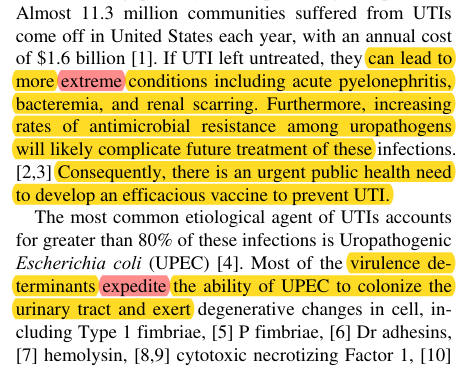 Almost 11.3 million communities suffered from UTIs
come off in United States each year, with an annual cost
of $1.6 billion [1]. If UTI left untreated, they can lead to
more extreme conditions including acute pyelonephritis,
bacteremia, and renal scarring. Furthermore, increasing
rates of antimicrobial resistance among uropathogens
will likely complicate future treatment of these infections.
[2,3] Consequently, there is an urgent public health need
to develop an efficacious vaccine to prevent UTI.
The most common etiological agent of UTIs accounts
for greater than 80% of these infections is Uropathogenic
Escherichia coli (UPEC) [4]. Most of the virulence de-
terminants expedite the ability of UPEC to colonize the
urinary tract and exert degenerative changes in cell, in-
cluding Type 1 fimbriae, [5] P fimbriae, [6] Dr adhesins,
[7] hemolysin, [8,9] cytotoxic necrotizing Factor 1, [10]